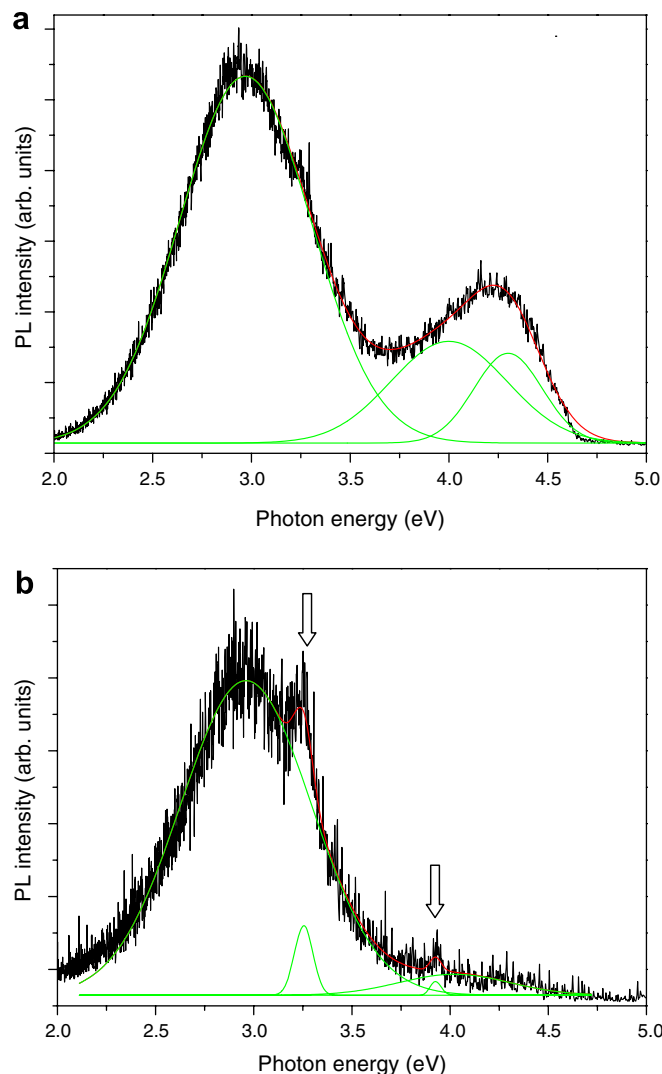 a
PL intensity (arb. units)
2.0 2.5 3.0 3.5 4.0 4.5 5.0
Photon energy (eV)
b
PL intensity (arb. units)
2.0 2.5 3.0 3.5 4.0 4.5 5.0
Photon energy (eV)